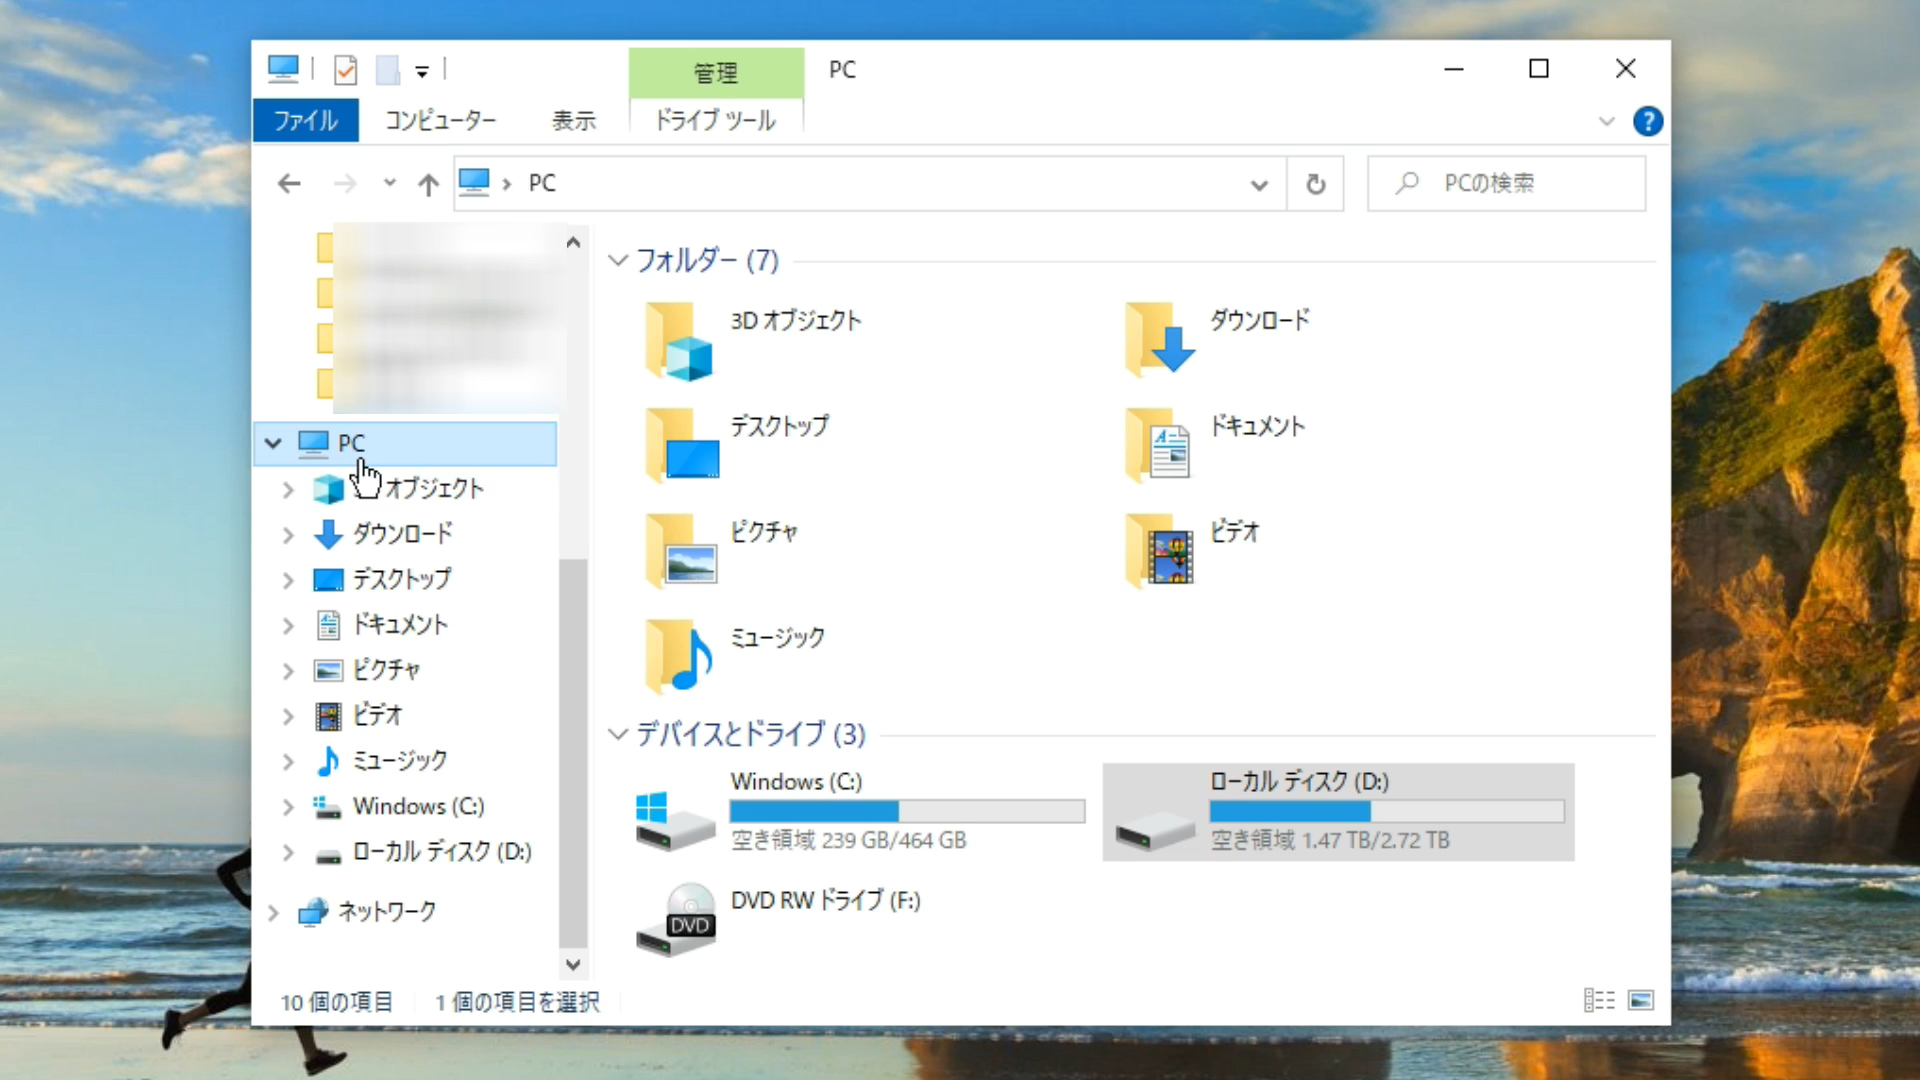 管理
PC
ファイル
コンピューター
表示
ドライブ ツール
?
PC
PCの検索
PC
オブジェクト
ダウンロード
デスクトップ
ドキュメント
ピクチャ
ビデオ
ミュージック
Windows (C:)
ローカル ディスク (D:)
ネットワーク
フォルダー (7)
3D オブジェクト
ダウンロード
デスクトップ
ドキュメント
ピクチャ
ビデオ
ミュージック
デバイスとドライブ (3)
Windows (C:)
空き領域 239 GB/464 GB
ローカル ディスク (D:)
空き領域 1.47 TB/2.72 TB
DVD
DVD RW ドライブ (F:)
10 個の項目
1 個の項目を選択